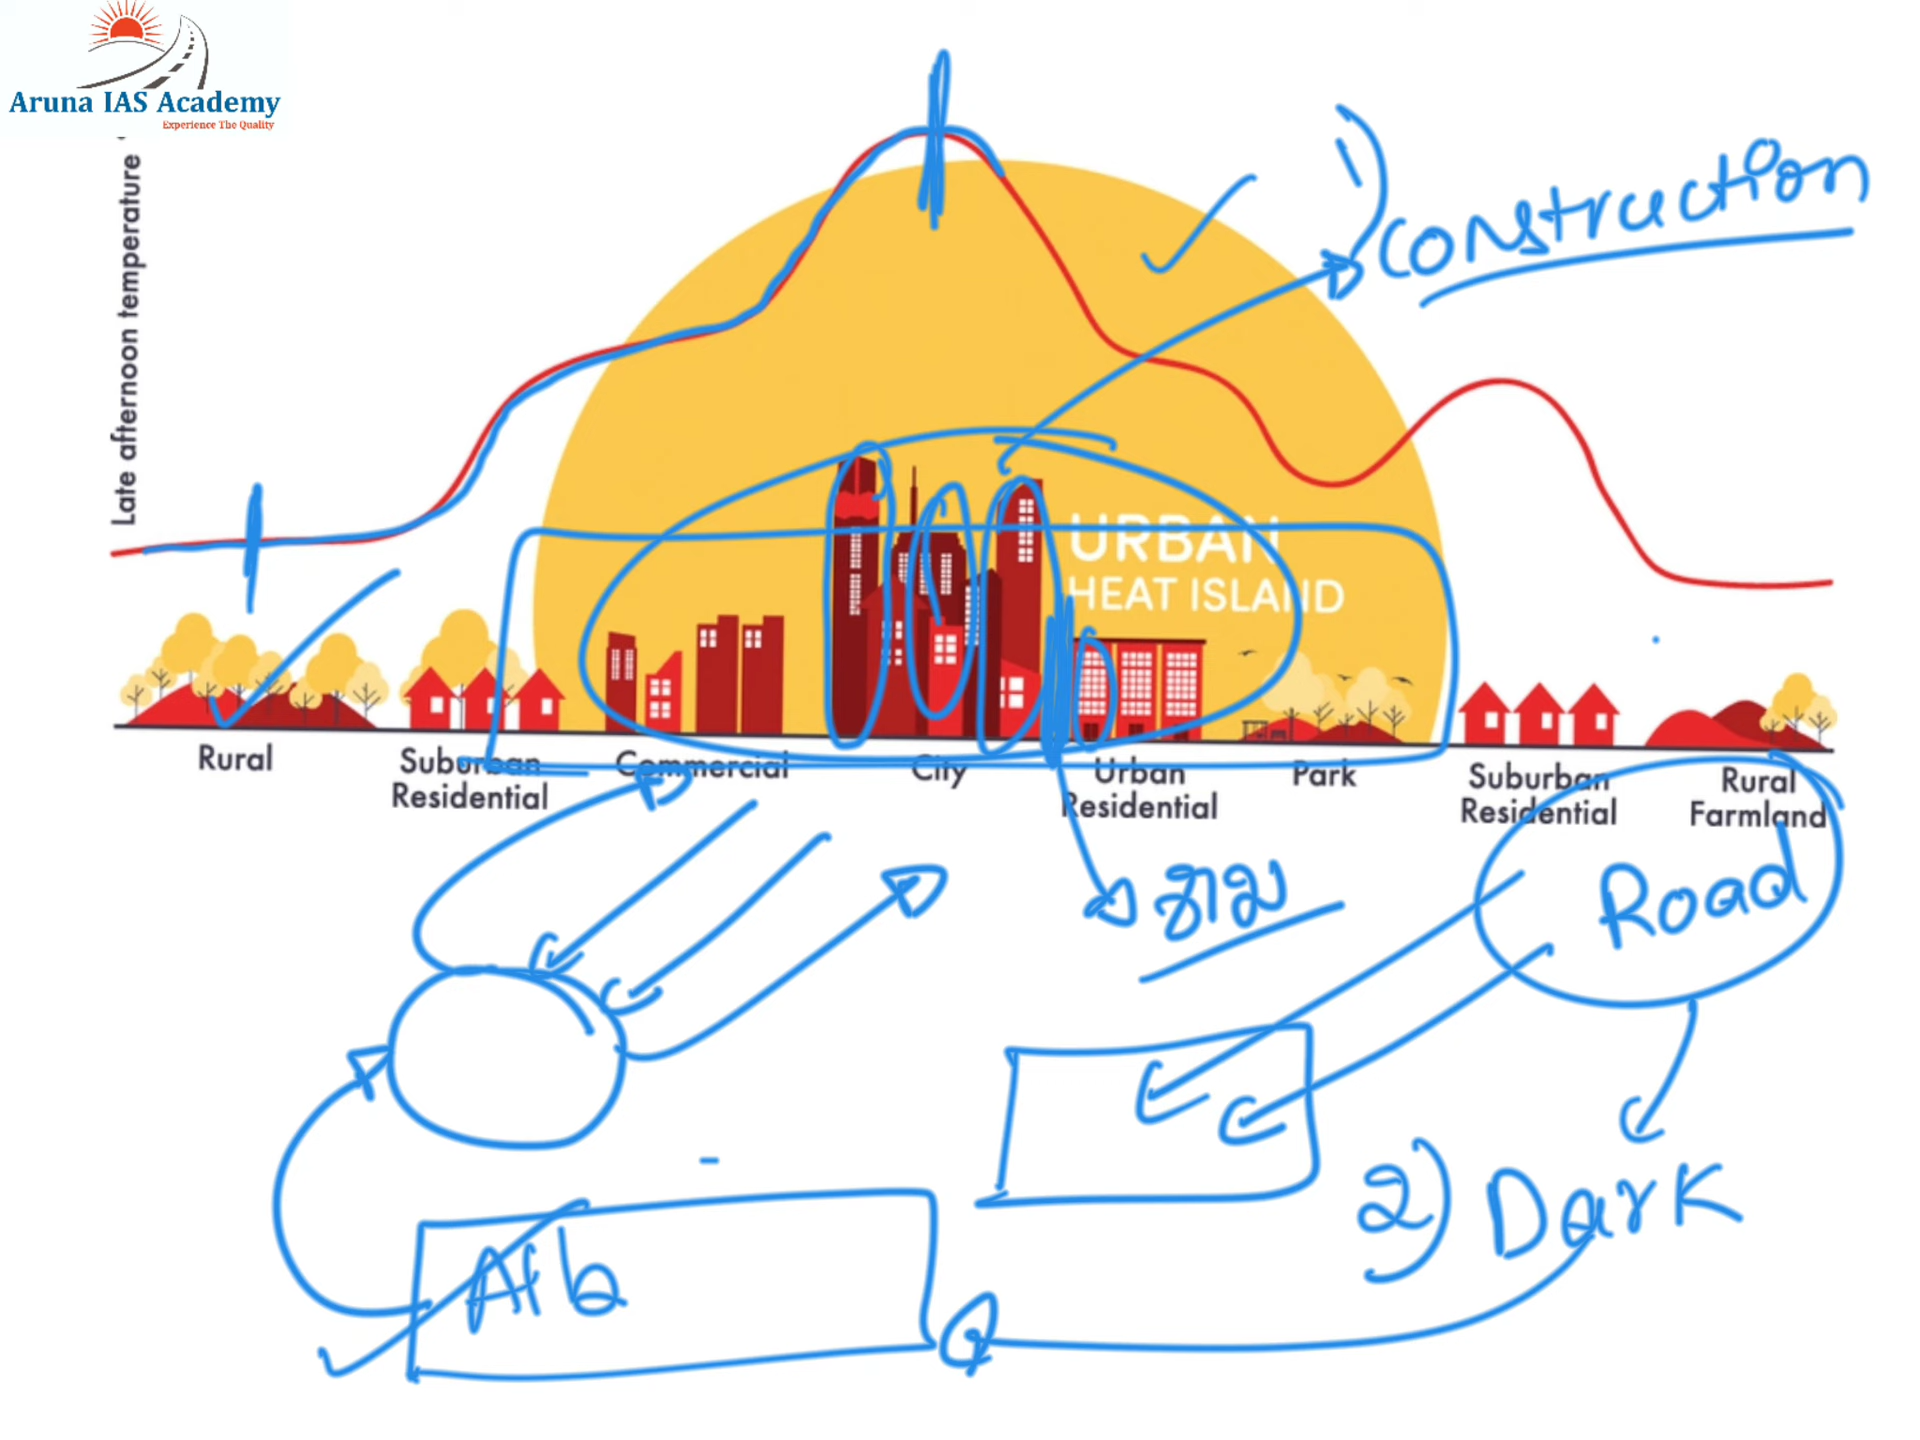 Aruna IAS Academy
Experience The Quality
Late afternoon temperature
1)
Construction
URBAN
HEAT ISLAND
Rural
Suburban
Residential
Commercial
City
Urban
Residential
Park
Suburban
Residential
Rural
Farmland
Road
2) Dark